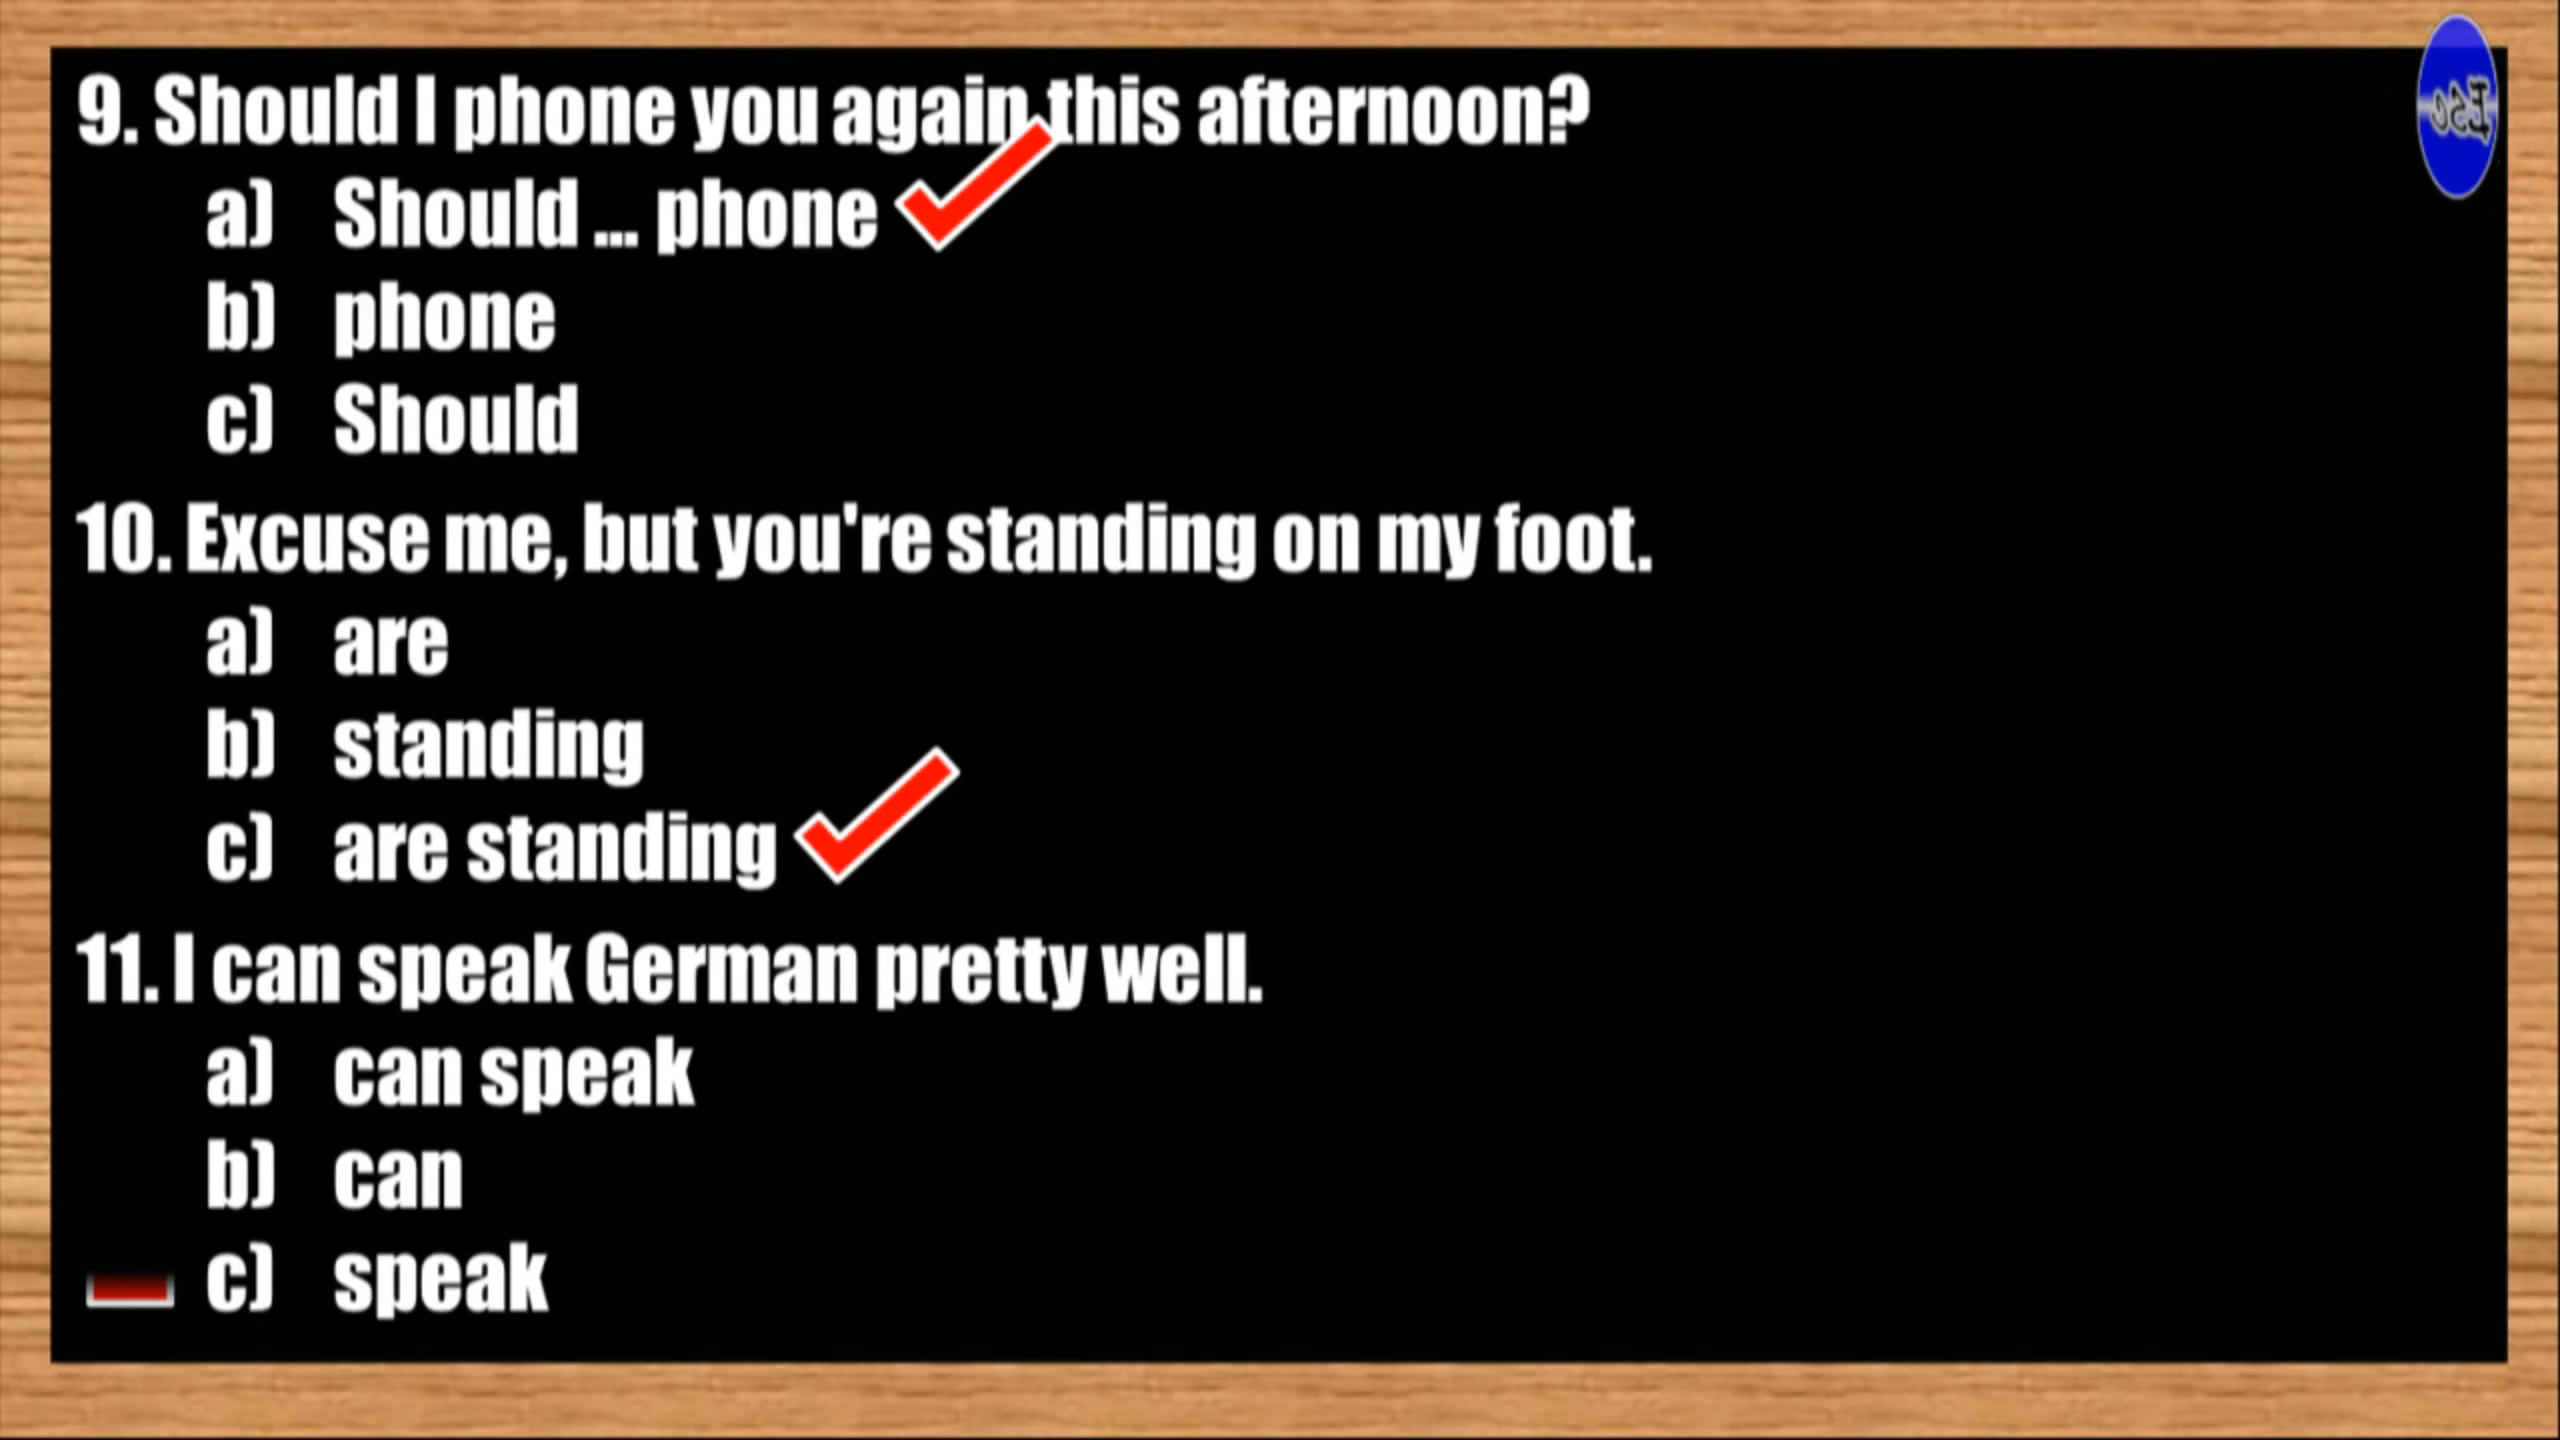 9. Should I phone you again this afternoon?
a) Should ... phone
b) phone
c) Should
10. Excuse me, but you're standing on my foot.
a) are
b) standing
c) are standing
11. I can speak German pretty well.
a) can speak
b) can
c) speak
Esc